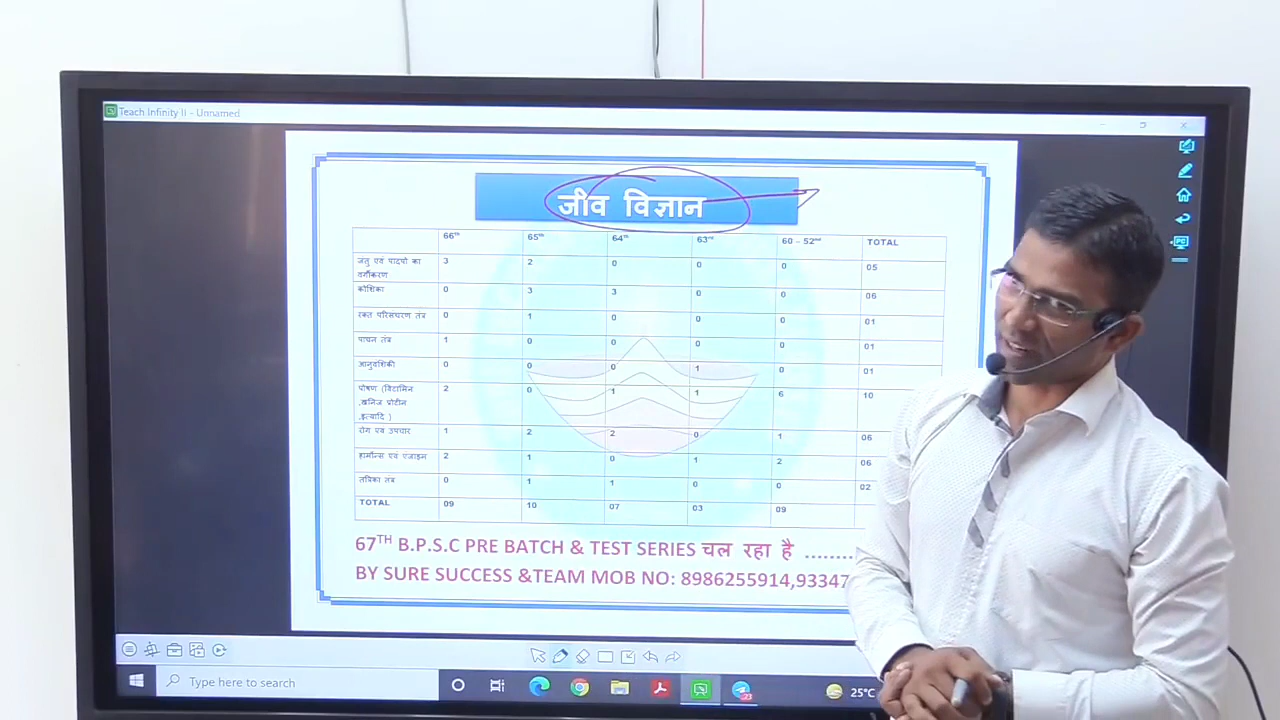 Teach Infinity II - Unnamed
जीव विज्ञान
66th 65th 64th 63rd 60 – 52nd TOTAL
जंतु एवं पादपो का वर्गीकरण 3 2 0 0 0 05
कोशिका 0 3 3 0 0 06
रक्त परिसंचरण तंत्र 0 1 0 0 0 01
पाचन तंत्र 1 0 0 0 0 01
आनुवंशिकी 0 0 0 1 0 01
पोषण (विटामिन 2 0 1 1 6 10
,खनिज प्रोटीन
,इत्यादि )
रोग एवं उपचार 1 2 2 0 1 06
हार्मोन्स एवं एंजाइम 2 1 0 1 2 06
तंत्रिका तंत्र 0 1 1 0 0 02
TOTAL 09 10 07 03 09
67TH B.P.S.C PRE BATCH & TEST SERIES चल रहा है ........
BY SURE SUCCESS &TEAM MOB NO: 8986255914,93347
PC
Type here to search
23
25°C